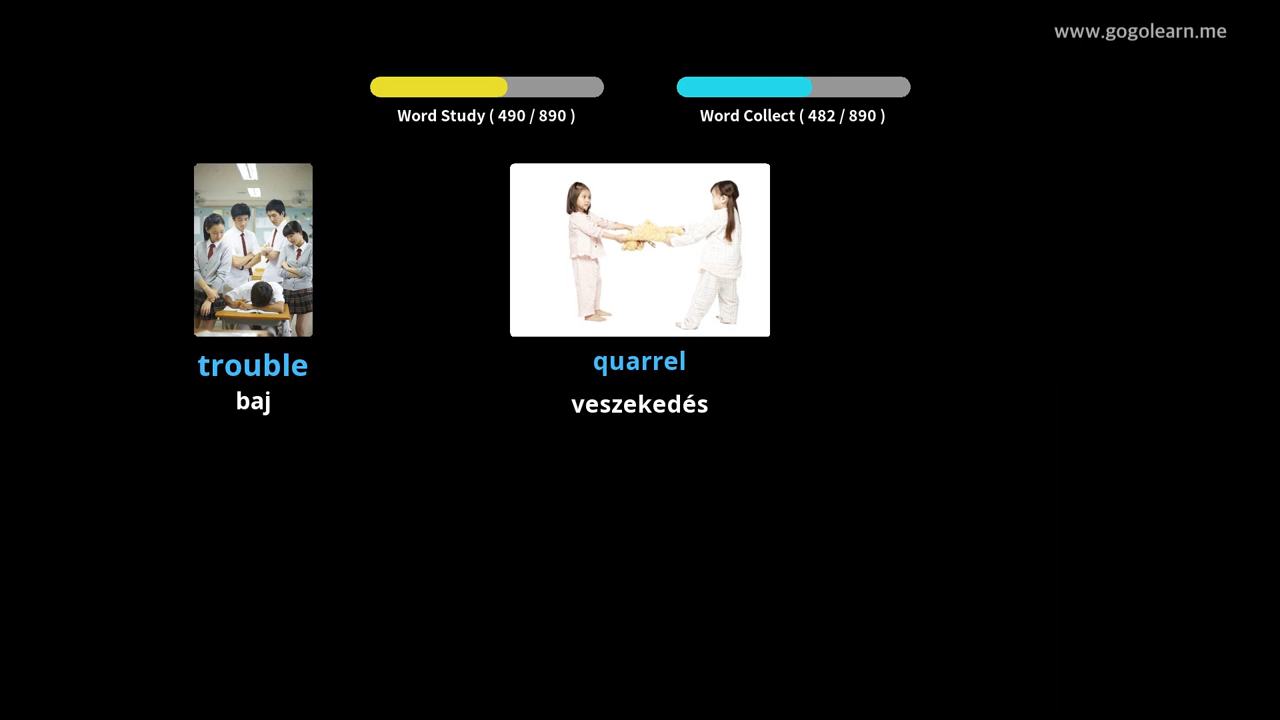 www.gogolearn.me
Word Study ( 490 / 890 )
Word Collect ( 482 / 890 )
trouble
baj
quarrel
veszekedés